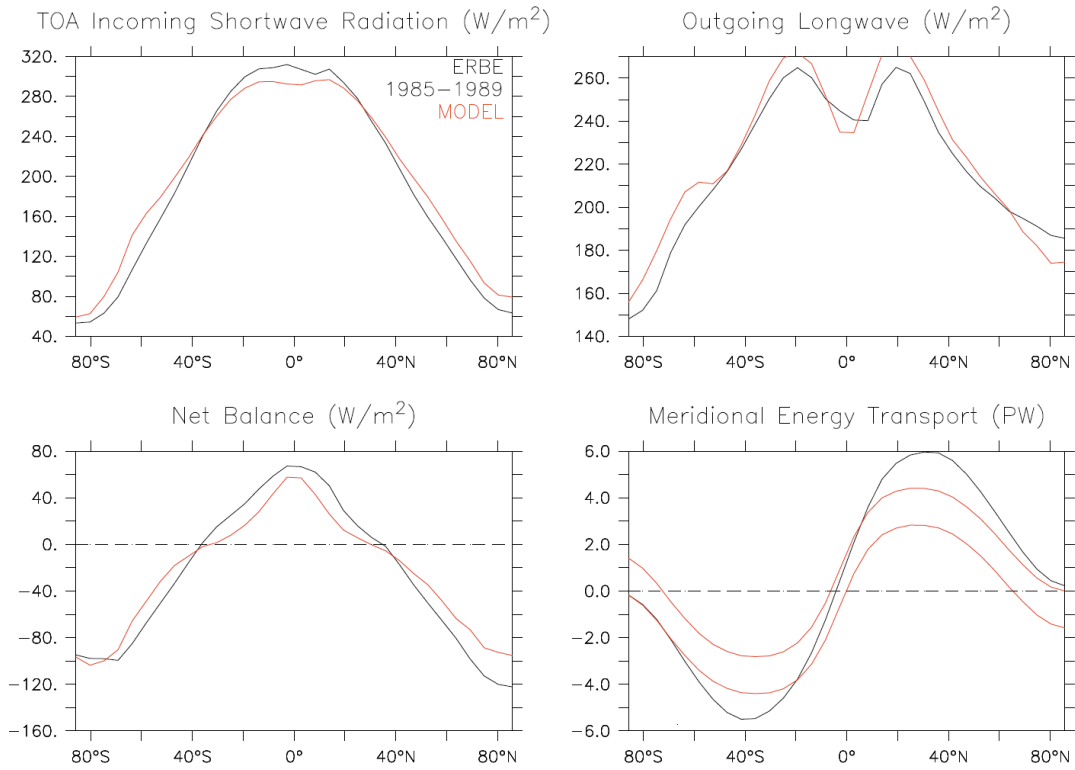 TOA Incoming Shortwave Radiation (W/m²)
320.
280.
240.
200.
160.
120.
80.
40.
ERBE
1985−1989
MODEL
80°S
40°S
0°
40°N
80°N
Outgoing Longwave (W/m²)
260.
240.
220.
200.
180.
160.
140.
80°S
40°S
0°
40°N
80°N
Net Balance (W/m²)
80.
40.
0.
−40.
−80.
−120.
−160.
80°S
40°S
0°
40°N
80°N
Meridional Energy Transport (PW)
6.0
4.0
2.0
0.0
−2.0
−4.0
−6.0
80°S
40°S
0°
40°N
80°N